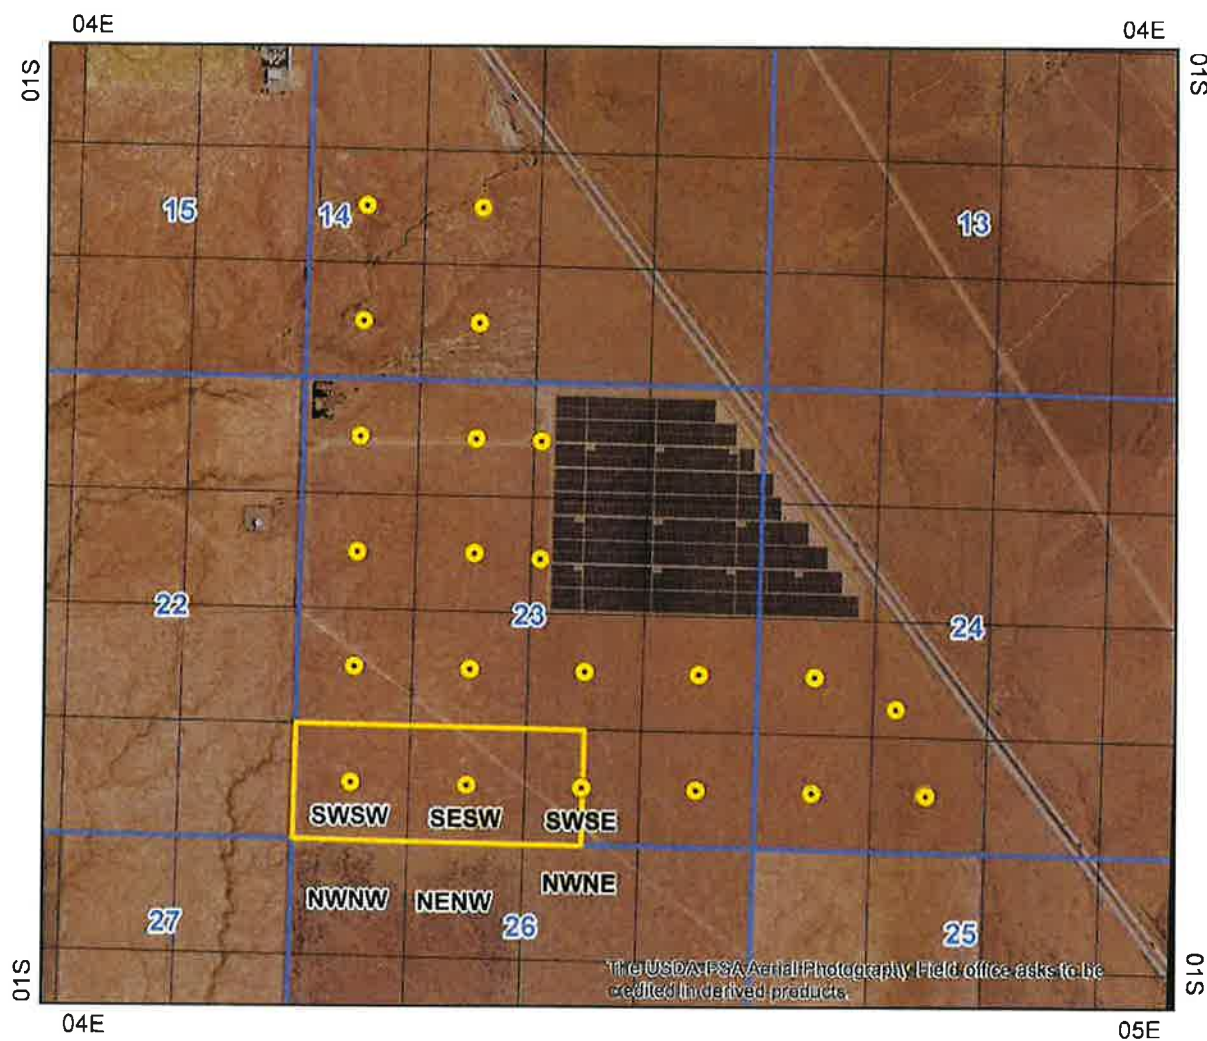 04E
04E
01S
01S
15
14
13
22
23
24
SWSW
SESW
SWSE
NWNW
NENW
NWNE
27
26
25
The USDA-FSA Aerial Photography Field office asks to be
credited in derived products.
01S
01S
04E
05E